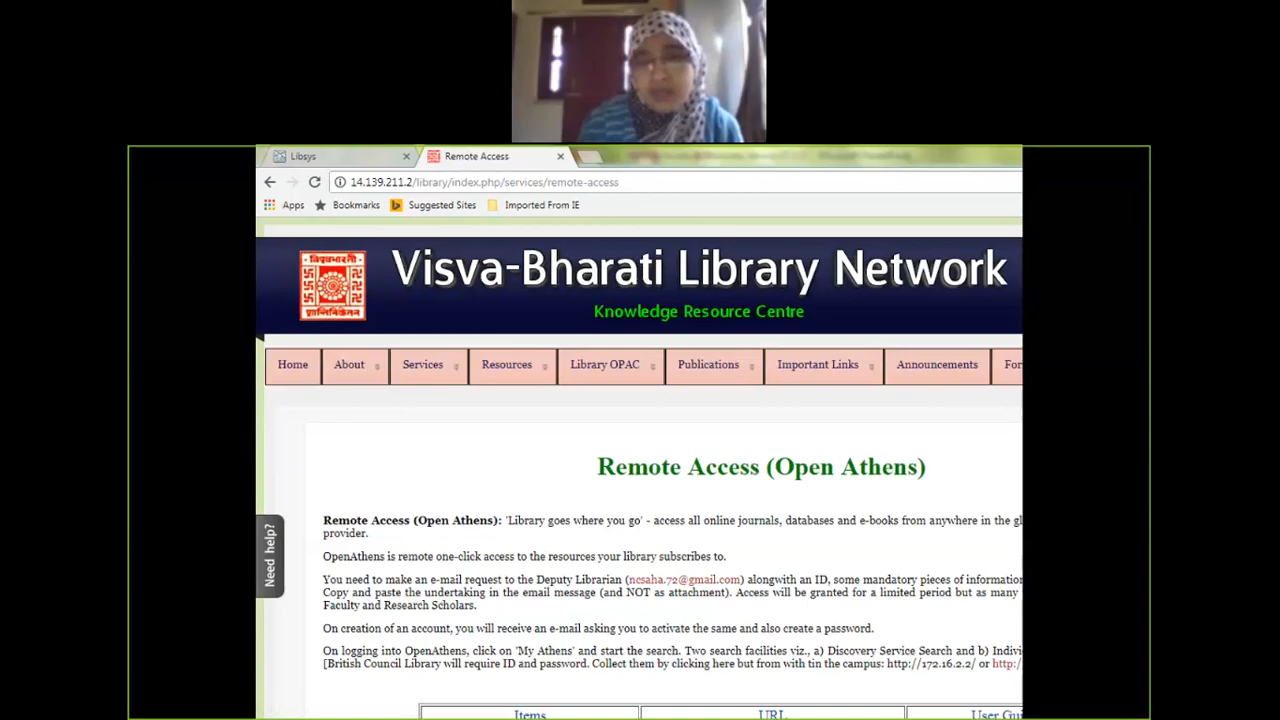 Libsys
Remote Access
14.139.211.2/library/index.php/services/remote-access
Apps Bookmarks Suggested Sites Imported From IE
विश्वभारती
Visva-Bharati Library Network
Knowledge Resource Centre
Home About Services Resources Library OPAC Publications Important Links Announcements For
Remote Access (Open Athens)
Remote Access (Open Athens): 'Library goes where you go' - access all online journals, databases and e-books from anywhere in the gl
provider.
OpenAthens is remote one-click access to the resources your library subscribes to.
You need to make an e-mail request to the Deputy Librarian (ncsaha.72@gmail.com) alongwith an ID, some mandatory pieces of information
Copy and paste the undertaking in the email message (and NOT as attachment). Access will be granted for a limited period but as many
Faculty and Research Scholars.
On creation of an account, you will receive an e-mail asking you to activate the same and also create a password.
On logging into OpenAthens, click on 'My Athens' and start the search. Two search facilities viz., a) Discovery Service Search and b) Indivi
[British Council Library will require ID and password. Collect them by clicking here but from with tin the campus: http://172.16.2.2/ or http:/
Need help?
Items URL User Gui